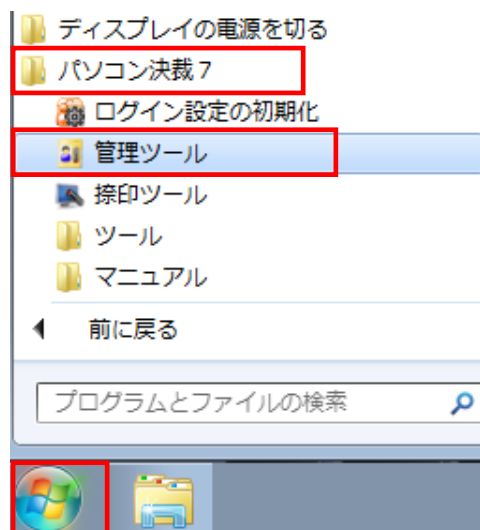 ディスプレイの電源を切る
パソコン決裁7
ログイン設定の初期化
管理ツール
捺印ツール
ツール
マニュアル
前に戻る
プログラムとファイルの検索